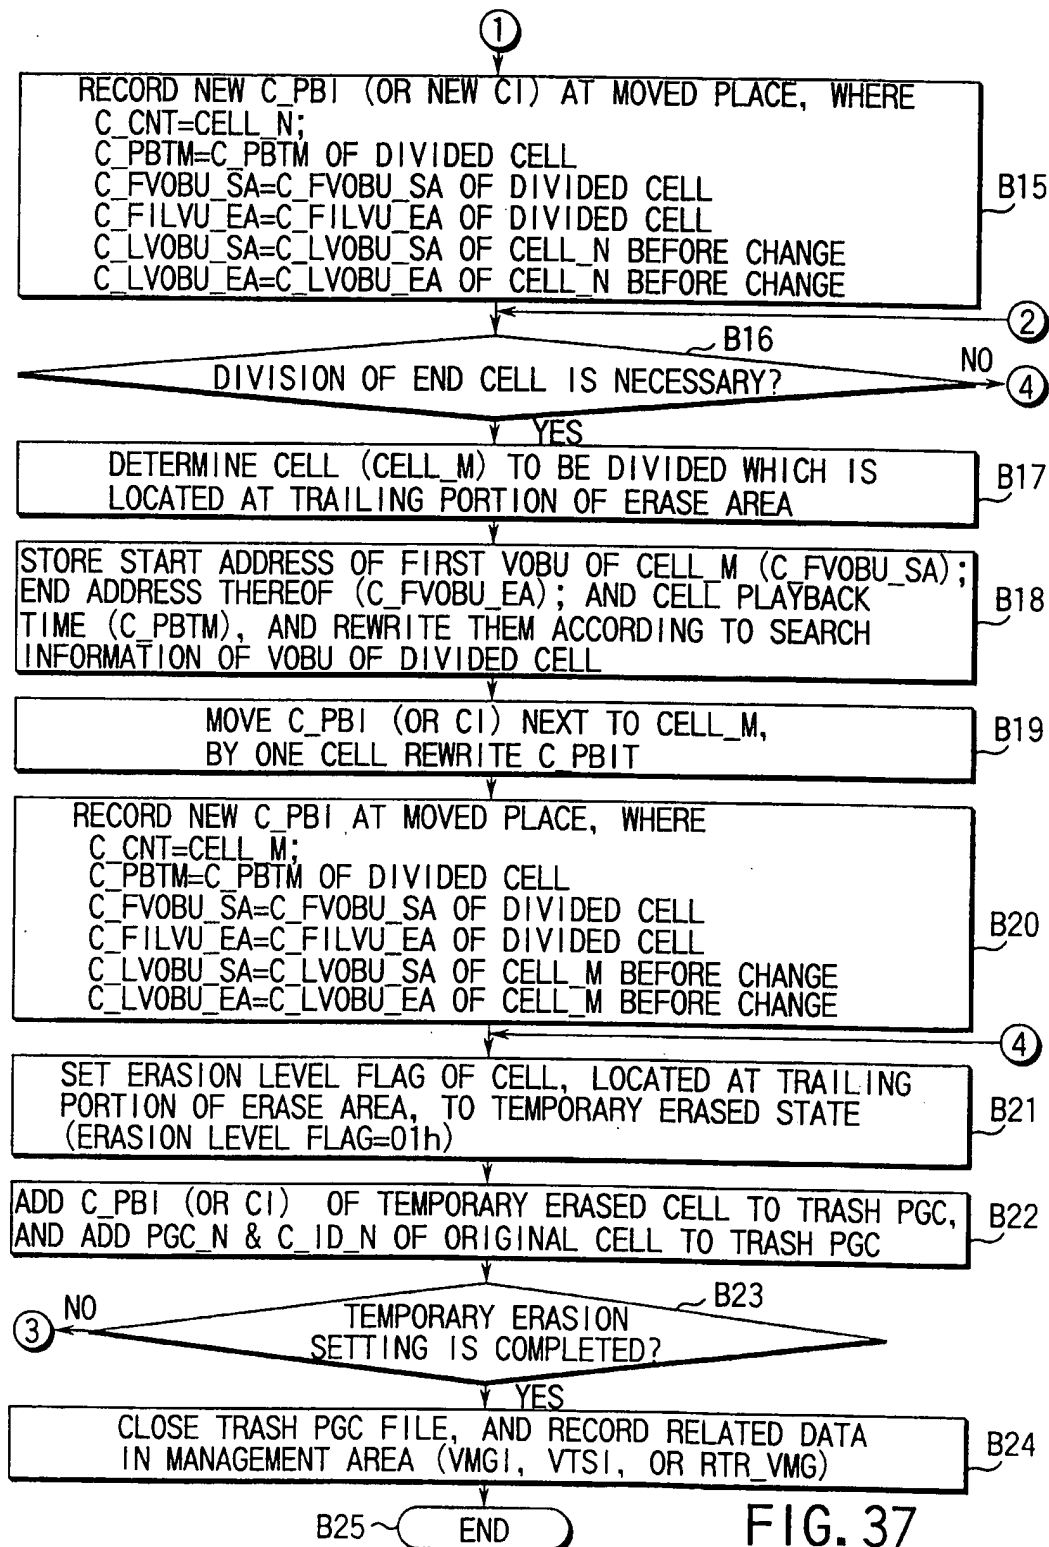 1
RECORD NEW C_PBI (OR NEW CI) AT MOVED PLACE, WHERE
C_CNT=CELL_N;
C_PBTM=C_PBTM OF DIVIDED CELL
C_FVOBU_SA=C_FVOBU_SA OF DIVIDED CELL
C_FILVU_EA=C_FILVU_EA OF DIVIDED CELL
C_LVOBU_SA=C_LVOBU_SA OF CELL_N BEFORE CHANGE
C_LVOBU_EA=C_LVOBU_EA OF CELL_N BEFORE CHANGE
B15
2
B16
DIVISION OF END CELL IS NECESSARY?
NO
4
YES
DETERMINE CELL (CELL_M) TO BE DIVIDED WHICH IS
LOCATED AT TRAILING PORTION OF ERASE AREA
B17
STORE START ADDRESS OF FIRST VOBU OF CELL_M (C_FVOBU_SA);
END ADDRESS THEREOF (C_FVOBU_EA); AND CELL PLAYBACK
TIME (C_PBTM), AND REWRITE THEM ACCORDING TO SEARCH
INFORMATION OF VOBU OF DIVIDED CELL
B18
MOVE C_PBI (OR CI) NEXT TO CELL_M,
BY ONE CELL REWRITE C_PBIT
B19
RECORD NEW C_PBI AT MOVED PLACE, WHERE
C_CNT=CELL_M;
C_PBTM=C_PBTM OF DIVIDED CELL
C_FVOBU_SA=C_FVOBU_SA OF DIVIDED CELL
C_FILVU_EA=C_FILVU_EA OF DIVIDED CELL
C_LVOBU_SA=C_LVOBU_SA OF CELL_M BEFORE CHANGE
C_LVOBU_EA=C_LVOBU_EA OF CELL_M BEFORE CHANGE
B20
4
SET ERASION LEVEL FLAG OF CELL, LOCATED AT TRAILING
PORTION OF ERASE AREA, TO TEMPORARY ERASED STATE
(ERASION LEVEL FLAG=01h)
B21
ADD C_PBI (OR CI) OF TEMPORARY ERASED CELL TO TRASH PGC,
AND ADD PGC_N & C_ID_N OF ORIGINAL CELL TO TRASH PGC
B22
B23
3
NO
TEMPORARY ERASION
SETTING IS COMPLETED?
YES
CLOSE TRASH PGC FILE, AND RECORD RELATED DATA
IN MANAGEMENT AREA (VMGI, VTSI, OR RTR_VMG)
B24
B25
END
FIG. 37